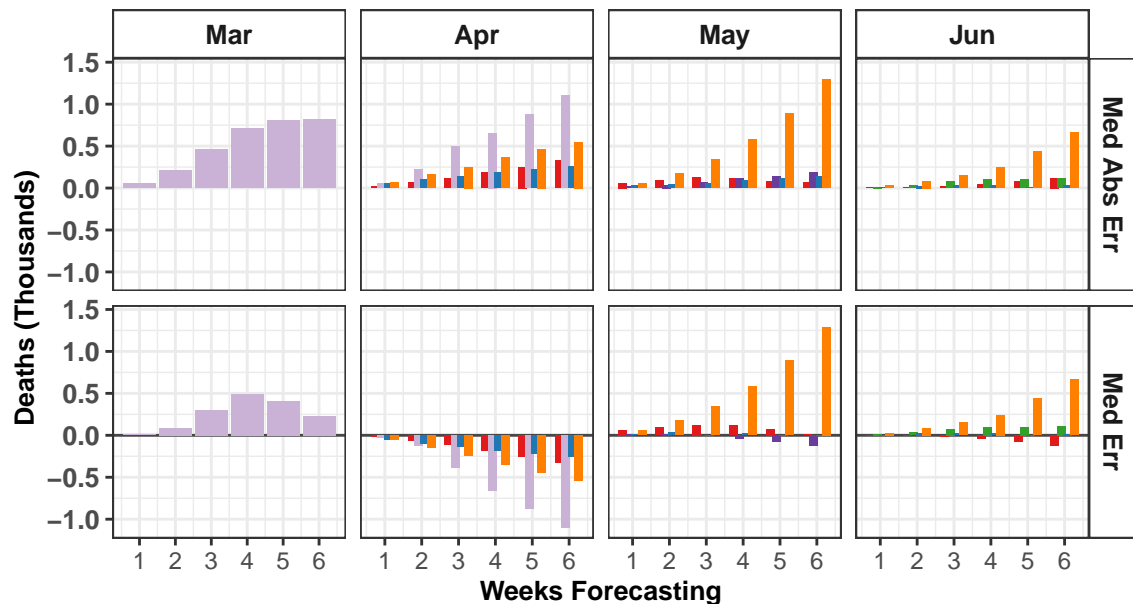 Mar Apr May Jun
1.5
1.0
0.5
0.0
−0.5
−1.0
Med Abs Err
1.5
1.0
0.5
0.0
−0.5
−1.0
Med Err
Deaths (Thousands)
1 2 3 4 5 6 1 2 3 4 5 6 1 2 3 4 5 6 1 2 3 4 5 6
Weeks Forecasting